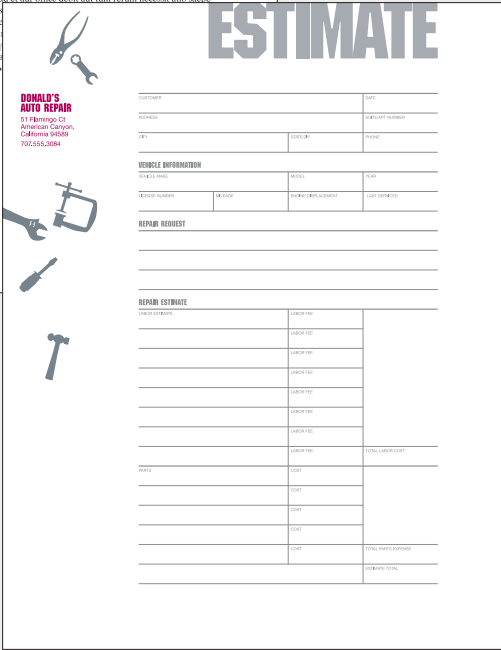 ESTIMATE
DONALD'S
AUTO REPAIR
51 Flamingo Ct
American Canyon,
California 94589
707.555.3084
CUSTOMER DATE
ADDRESS SUITE/APT NUMBER
CITY STATE/ZIP PHONE
VEHICLE INFORMATION
VEHICLE MAKE MODEL YEAR
LICENSE NUMBER MILEAGE ENGINE DISPLACEMENT LAST SERVICED
REPAIR REQUEST
REPAIR ESTIMATE
LABOR ESTIMATE LABOR FEE
LABOR FEE
LABOR FEE
LABOR FEE
LABOR FEE
LABOR FEE
LABOR FEE
LABOR FEE TOTAL LABOR COST
PARTS COST
COST
COST
COST
COST TOTAL PARTS EXPENSE
ESTIMATE TOTAL